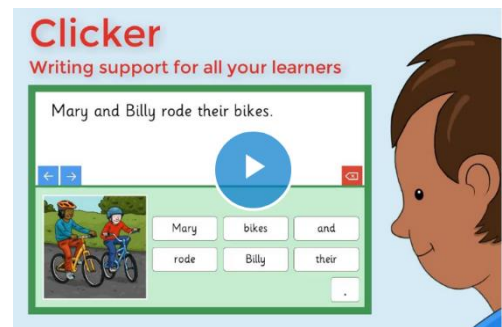 Clicker
Writing support for all your learners
Mary and Billy rode their bikes.
Mary bikes and
rode Billy their
.